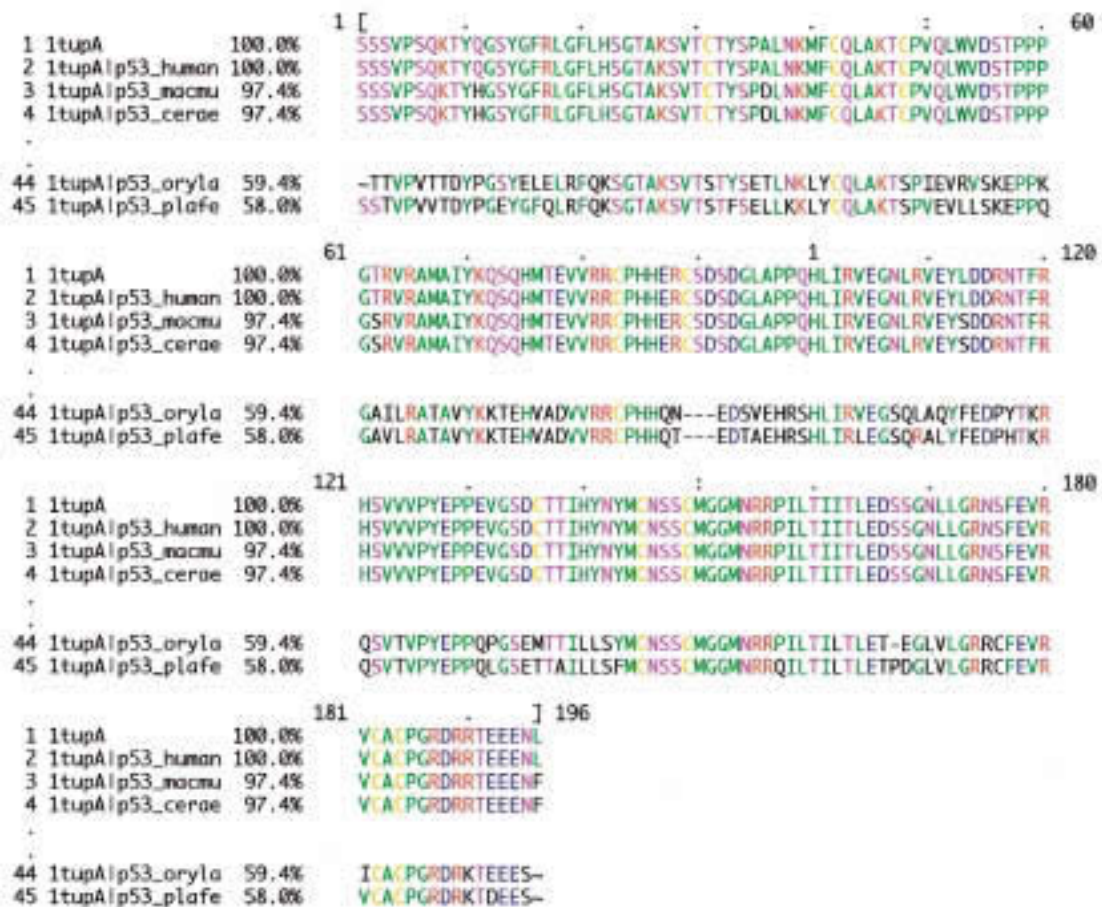 1 [ . . . : . 60
1 1tupA 100.0% SSSVPSQKTYQGSYGFRLGFLHSGTAKSVTCTYSPALNKMFCQLAKTCPVQLWVDSTPPP
2 1tupA|p53_human 100.0% SSSVPSQKTYQGSYGFRLGFLHSGTAKSVTCTYSPALNKMFCQLAKTCPVQLWVDSTPPP
3 1tupA|p53_macmu 97.4% SSSVPSQKTYHGSYGFRLGFLHSGTAKSVTCTYSPDLNKMFCQLAKTCPVQLWVDSTPPP
4 1tupA|p53_cerae 97.4% SSSVPSQKTYHGSYGFRLGFLHSGTAKSVTCTYSPDLNKMFCQLAKTCPVQLWVDSTPPP
.
:
44 1tupA|p53_oryla 59.4% ~TTVPVTTDYPGSYELELRFQKSGTAKSVTSTYSETLNKLYCQLAKTSPIEVRVSKEPPK
45 1tupA|p53_plafe 58.0% SSTVPVVTDYPGEYGFQLRFQKSGTAKSVTSTFSELLKKLYCQLAKTSPVEVLLSKEPPQ
61 . . . 1 . 120
1 1tupA 100.0% GTRVRAMAIYKQSQHMTEVVRRCPHHERCSDSDGLAPPQHLIRVEGNLRVEYLDDRNTFR
2 1tupA|p53_human 100.0% GTRVRAMAIYKQSQHMTEVVRRCPHHERCSDSDGLAPPQHLIRVEGNLRVEYLDDRNTFR
3 1tupA|p53_macmu 97.4% GSRVRAMAIYKQSQHMTEVVRRCPHHERCSDSDGLAPPQHLIRVEGNLRVEYSDDRNTFR
4 1tupA|p53_cerae 97.4% GSRVRAMAIYKQSQHMTEVVRRCPHHERCSDSDGLAPPQHLIRVEGNLRVEYSDDRNTFR
.
:
44 1tupA|p53_oryla 59.4% GAILRATAVYKKTEHVADVVRRCPHHQN---EDSVEHRSHLIRVEGSQLAQYFEDPYTKR
45 1tupA|p53_plafe 58.0% GAVLRATAVYKKTEHVADVVRRCPHHQT---EDTAEHRSHLIRLEGSQRALYFEDPHTKR
121 . . : . . 180
1 1tupA 100.0% HSVVVPYEPPEVGSDCTTIHYNYMCNSSCMGGMNRRPILTIITLEDSSGNLLGRNSFEVR
2 1tupA|p53_human 100.0% HSVVVPYEPPEVGSDCTTIHYNYMCNSSCMGGMNRRPILTIITLEDSSGNLLGRNSFEVR
3 1tupA|p53_macmu 97.4% HSVVVPYEPPEVGSDCTTIHYNYMCNSSCMGGMNRRPILTIITLEDSSGNLLGRNSFEVR
4 1tupA|p53_cerae 97.4% HSVVVPYEPPEVGSDCTTIHYNYMCNSSCMGGMNRRPILTIITLEDSSGNLLGRNSFEVR
.
:
44 1tupA|p53_oryla 59.4% QSVTVPYEPPQPGSEMTTILLSYMCNSSCMGGMNRRPILTILTLET-EGLVLGRRCFEVR
45 1tupA|p53_plafe 58.0% QSVTVPYEPPQLGSETTAILLSFMCNSSCMGGMNRRQILTILTLETPDGLVLGRRCFEVR
181 . ] 196
1 1tupA 100.0% VCACPGRDRRTEEENL
2 1tupA|p53_human 100.0% VCACPGRDRRTEEENL
3 1tupA|p53_macmu 97.4% VCACPGRDRRTEEENF
4 1tupA|p53_cerae 97.4% VCACPGRDRRTEEENF
.
:
44 1tupA|p53_oryla 59.4% ICACPGRDRKTEEES~
45 1tupA|p53_plafe 58.0% VCACPGRDRKTDEES~